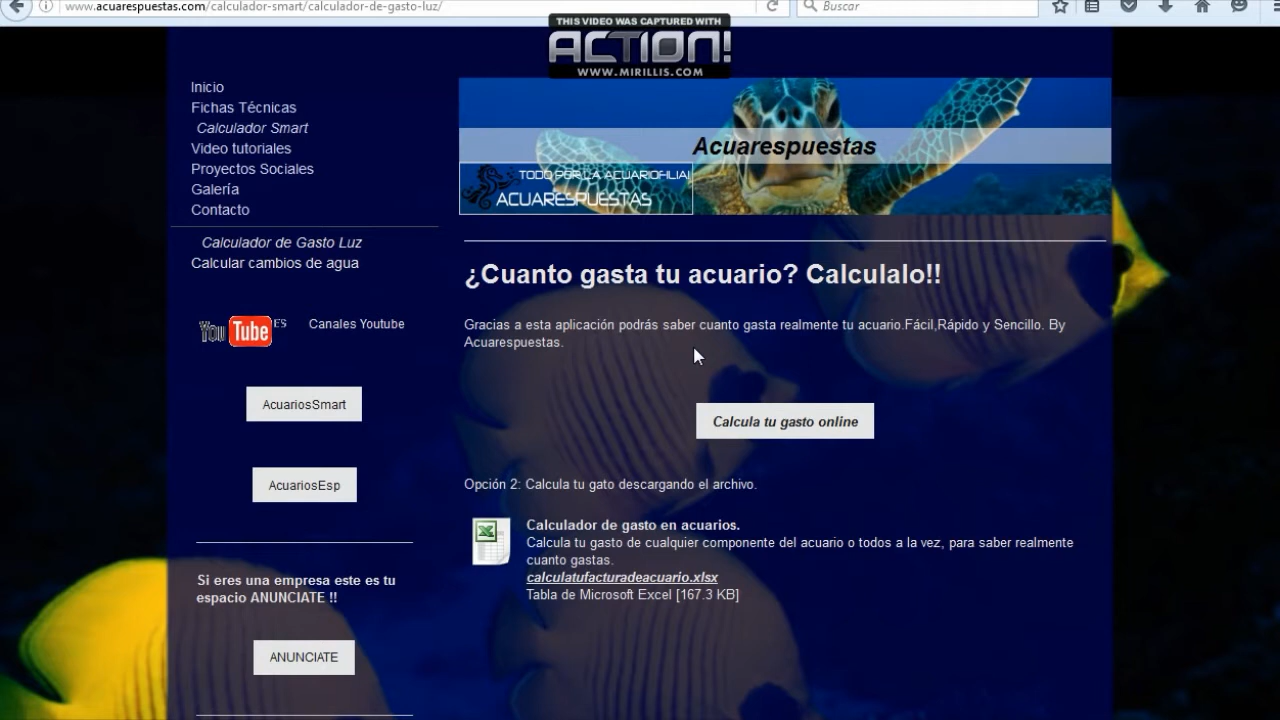 www.acuarespuestas.com/calculador-smart/calculador-de-gasto-luz/
Buscar
THIS VIDEO WAS CAPTURED WITH
ACTION!
WWW.MIRILLIS.COM
Inicio
Fichas Técnicas
Calculador Smart
Video tutoriales
Proyectos Sociales
Galería
Contacto
Calculador de Gasto Luz
Calcular cambios de agua
You Tube ES
Canales Youtube
AcuariosSmart
AcuariosEsp
Si eres una empresa este es tu
espacio ANUNCIATE !!
ANUNCIATE
Acuarespuestas
TODO POR LA ACUARIOFILIA!
ACUARESPUESTAS
¿Cuanto gasta tu acuario? Calculalo!!
Gracias a esta aplicación podrás saber cuanto gasta realmente tu acuario.Fácil,Rápido y Sencillo. By
Acuarespuestas.
Calcula tu gasto online
Opción 2: Calcula tu gato descargando el archivo.
Calculador de gasto en acuarios.
Calcula tu gasto de cualquier componente del acuario o todos a la vez, para saber realmente
cuanto gastas.
calculatufacturadeacuario.xlsx
Tabla de Microsoft Excel [167.3 KB]